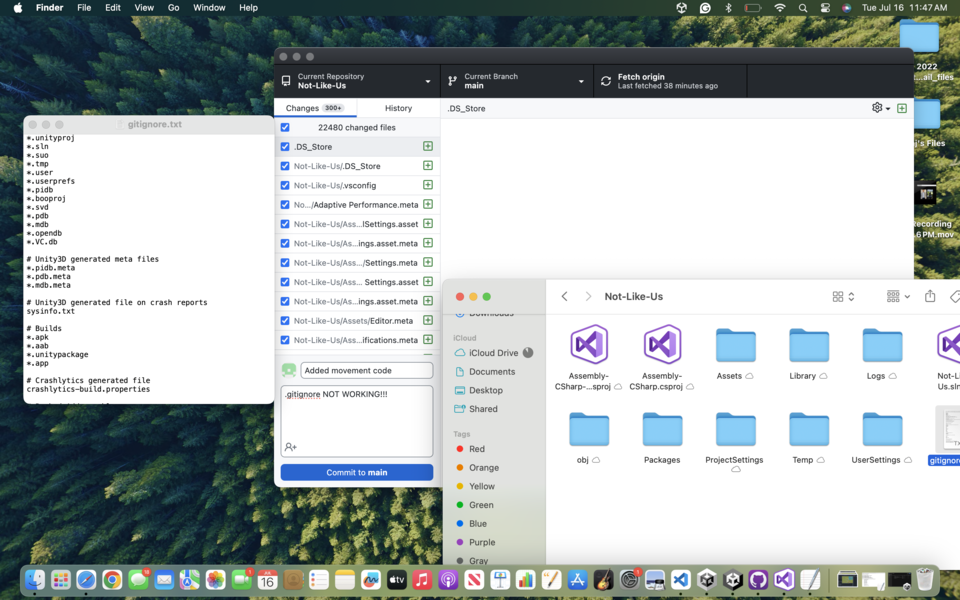 Finder File Edit View Go Window Help
Tue Jul 16 11:47 AM
2022
...ail_files
j's Files
ecording
6 PM.mov
gitignore.txt
*.unityproj
*.sln
*.suo
*.tmp
*.user
*.userprefs
*.pidb
*.booproj
*.svd
*.pdb
*.mdb
*.opendb
*.VC.db
# Unity3D generated meta files
*.pidb.meta
*.pdb.meta
*.mdb.meta
# Unity3D generated file on crash reports
sysinfo.txt
# Builds
*.apk
*.aab
*.unitypackage
*.app
# Crashlytics generated file
crashlytics-build.properties
Current Repository
Not-Like-Us
Current Branch
main
Fetch origin
Last fetched 38 minutes ago
Changes 300+
History
.DS_Store
22480 changed files
.DS_Store
Not-Like-Us/.DS_Store
Not-Like-Us/.vsconfig
No.../Adaptive Performance.meta
Not-Like-Us/Ass...lSettings.asset
Not-Like-Us/Ass...ings.asset.meta
Not-Like-Us/Ass.../Settings.meta
Not-Like-Us/Ass... Settings.asset
Not-Like-Us/Ass...ings.asset.meta
Not-Like-Us/Assets/Editor.meta
Not-Like-Us/Ass...ifications.meta
Added movement code
.gitignore NOT WORKING!!!
Commit to main
Not-Like-Us
Downloads
iCloud
iCloud Drive
Documents
Desktop
Shared
Tags
Red
Orange
Yellow
Green
Blue
Purple
Gray
Assembly-
CSharp-...sproj
Assembly-
CSharp.csproj
Assets
Library
Logs
Not-Li
Us.sln
obj
Packages
ProjectSettings
Temp
UserSettings
gitignore
JUL
16